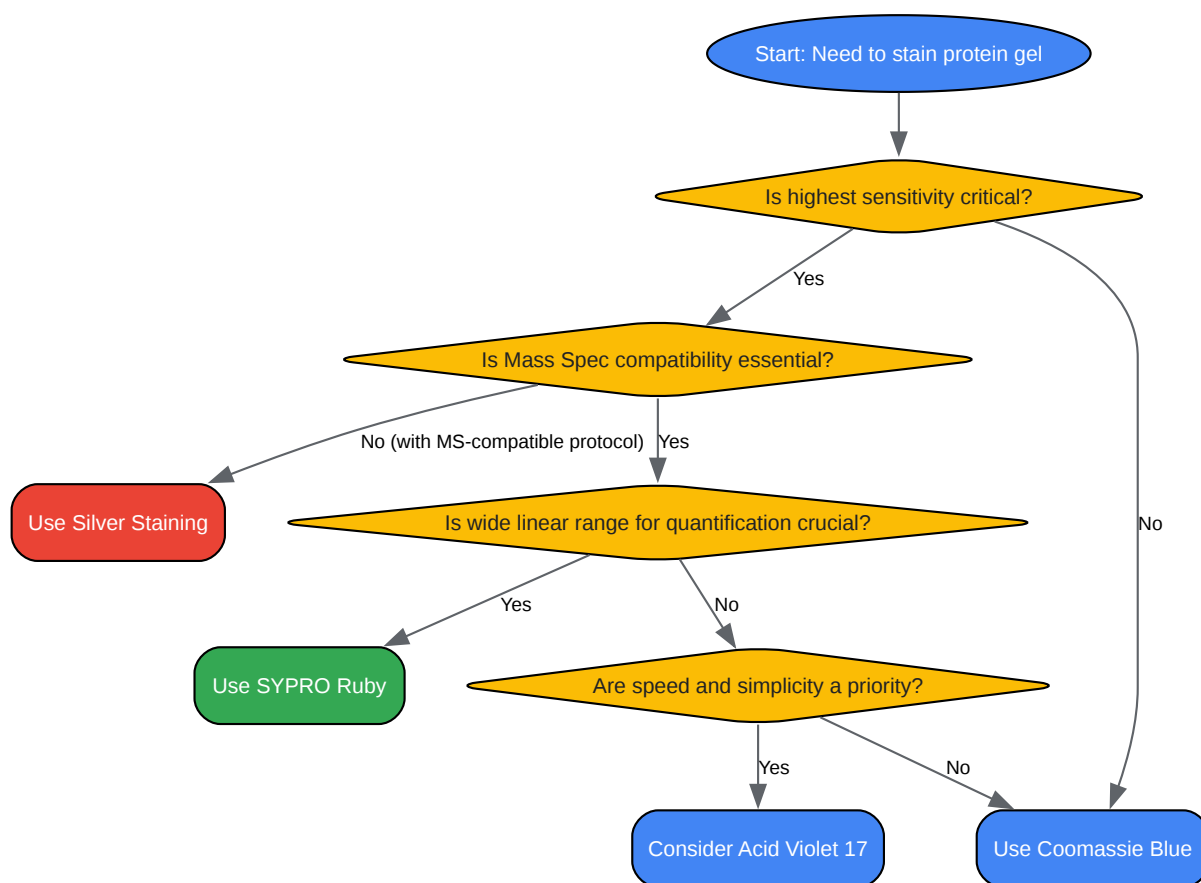 Start: Need to stain protein gel
Is highest sensitivity critical?
Yes
Is Mass Spec compatibility essential?
No (with MS-compatible protocol)
Yes
Use Silver Staining
Is wide linear range for quantification crucial?
No
Yes
No
Use SYPRO Ruby
Are speed and simplicity a priority?
Yes
No
Consider Acid Violet 17
Use Coomassie Blue